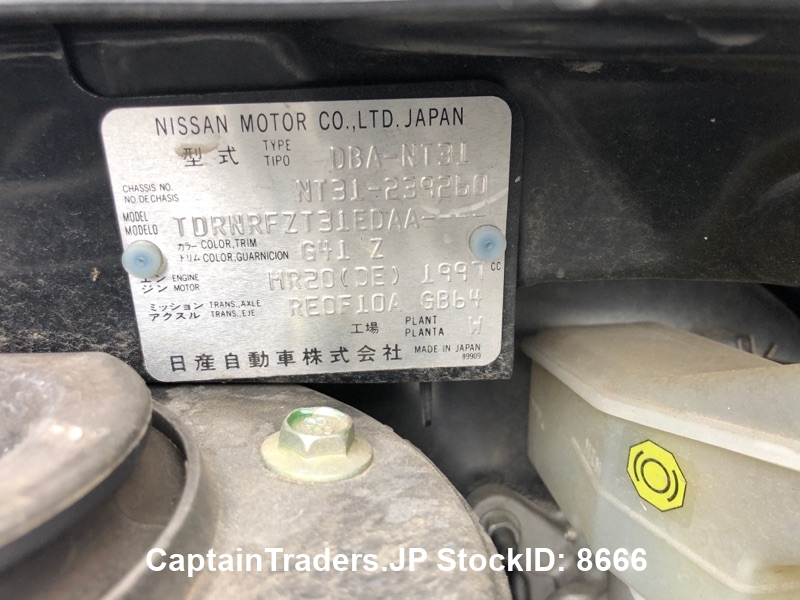 NISSAN MOTOR CO.,LTD.JAPAN
型式 TYPE TIPO DBA-NT31
CHASSIS NO. NO.DE CHASIS NT31-239260
MODEL MODELO TDRNRFZT31EDAA----
カラー COLOR,TRIM トリム COLOR,GUARNICION G41 Z
エンジン ENGINE MOTOR MR20(DE) 1997 CC
ミッション TRANS.,AXLE アクスル TRANS.,EJE RE0F10A GB64
工場 PLANT PLANTA W
日産自動車株式会社 MADE IN JAPAN
89909
CaptainTraders.JP StockID: 8666